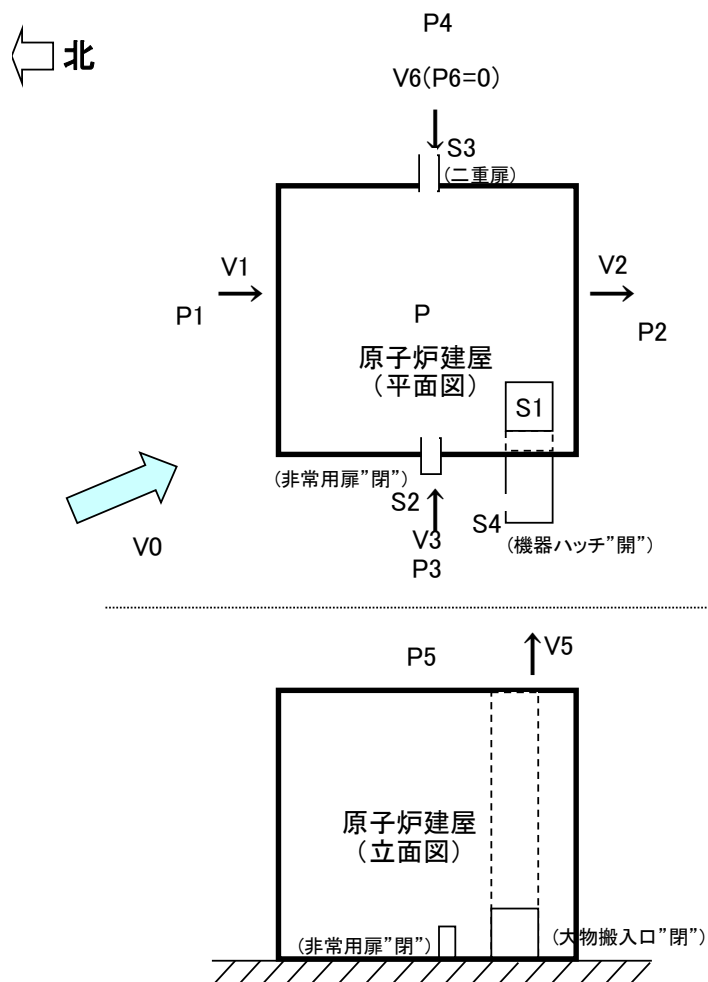 北
P4
V6(P6=0)
S3
(二重扉)
V1
V2
P1
P
P2
原子炉建屋
(平面図)
S1
(非常用扉”閉”)
S2
S4
(機器ハッチ”開”)
V0
V3
P3
P5
V5
原子炉建屋
(立面図)
(非常用扉”閉”)
(大物搬入口”閉”)